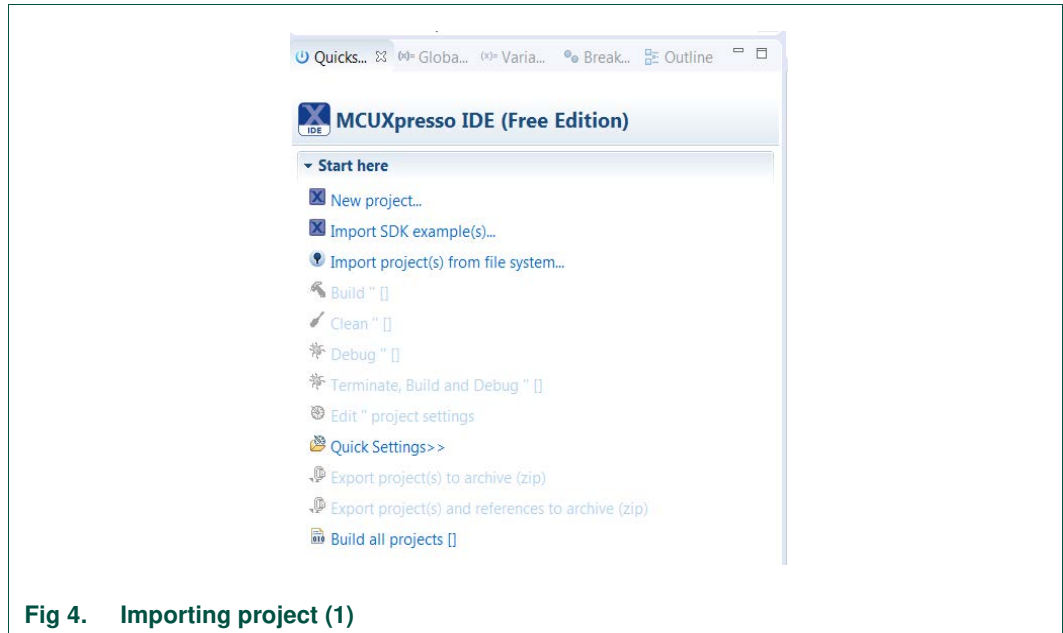 Quicks... Globa... Varia... Break... Outline
IDE MCUXpresso IDE (Free Edition)
Start here
New project...
Import SDK example(s)...
Import project(s) from file system...
Build '' []
Clean '' []
Debug '' []
Terminate, Build and Debug '' []
Edit '' project settings
Quick Settings>>
Export project(s) to archive (zip)
Export project(s) and references to archive (zip)
010 Build all projects []
Fig 4. Importing project (1)